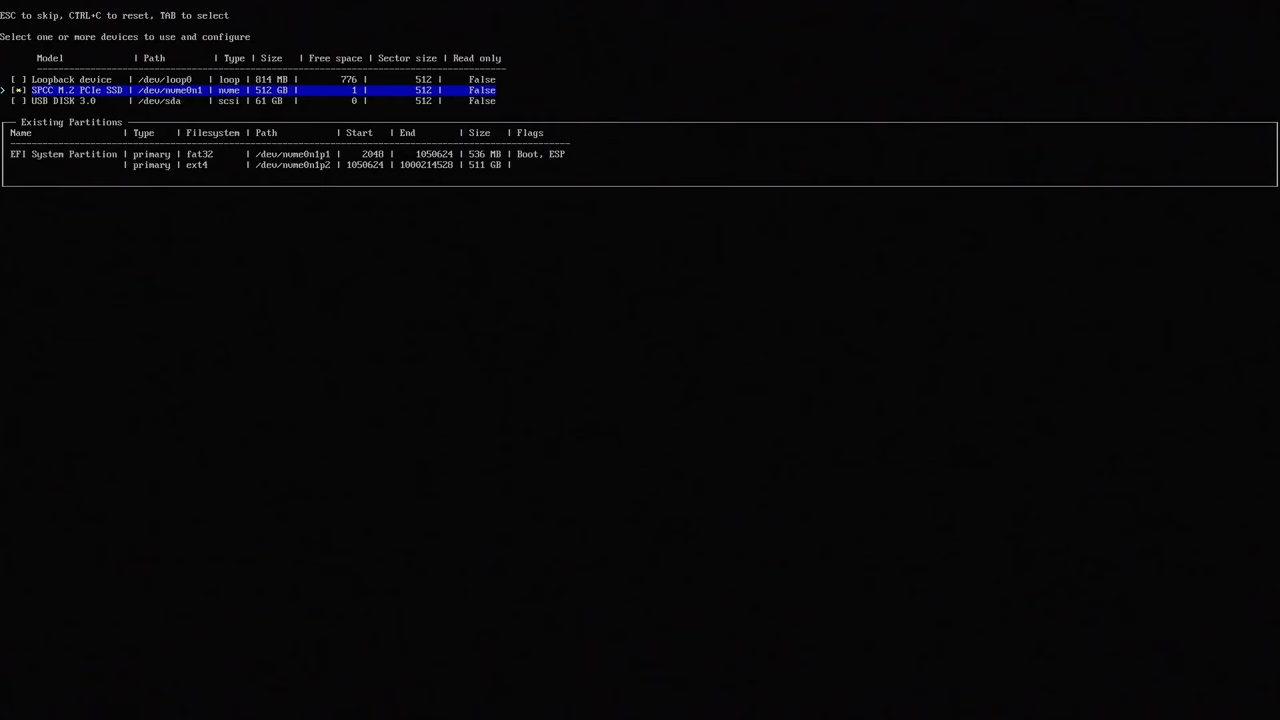 ESC to skip, CTRL+C to reset, TAB to select
Select one or more devices to use and configure
Model | Path | Type | Size | Free space | Sector size | Read only
[ ] Loopback device | /dev/loop0 | loop | 814 MB | 776 | 512 | False
> [*] SPCC M.2 PCIe SSD | /dev/nvme0n1 | nvme | 512 GB | 1 | 512 | False
[ ] USB DISK 3.0 | /dev/sda | scsi | 61 GB | 0 | 512 | False
Existing Partitions
Name | Type | Filesystem | Path | Start | End | Size | Flags
EFI System Partition | primary | fat32 | /dev/nvme0n1p1 | 2048 | 1050624 | 536 MB | Boot, ESP
| primary | ext4 | /dev/nvme0n1p2 | 1050624 | 1000214528 | 511 GB |